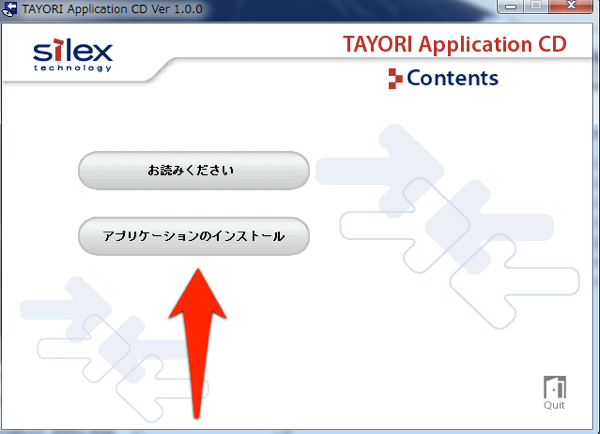 TAYORI Application CD Ver 1.0.0
silex
technology
TAYORI Application CD
Contents
お読みください
アプリケーションのインストール
Quit